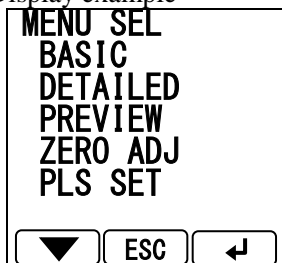 Display example
MENU SEL
BASIC
DETAILED
PREVIEW
ZERO ADJ
PLS SET
ESC